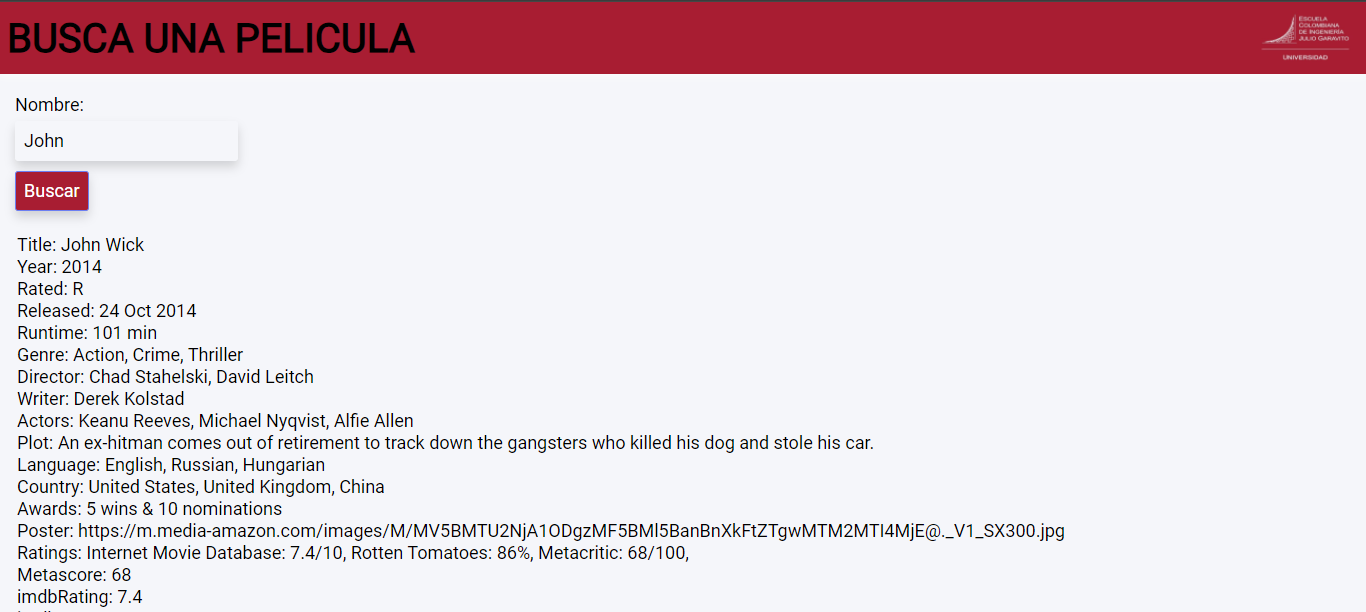 BUSCA UNA PELICULA
ESCUELA
COLOMBIANA
DE INGENIERÍA
JULIO GARAVITO
UNIVERSIDAD
Nombre:
John
Buscar
Title: John Wick
Year: 2014
Rated: R
Released: 24 Oct 2014
Runtime: 101 min
Genre: Action, Crime, Thriller
Director: Chad Stahelski, David Leitch
Writer: Derek Kolstad
Actors: Keanu Reeves, Michael Nyqvist, Alfie Allen
Plot: An ex-hitman comes out of retirement to track down the gangsters who killed his dog and stole his car.
Language: English, Russian, Hungarian
Country: United States, United Kingdom, China
Awards: 5 wins & 10 nominations
Poster: https://m.media-amazon.com/images/M/MV5BMTU2NjA1ODgzMF5BMl5BanBnXkFtZTgwMTM2MTI4MjE@._V1_SX300.jpg
Ratings: Internet Movie Database: 7.4/10, Rotten Tomatoes: 86%, Metacritic: 68/100,
Metascore: 68
imdbRating: 7.4